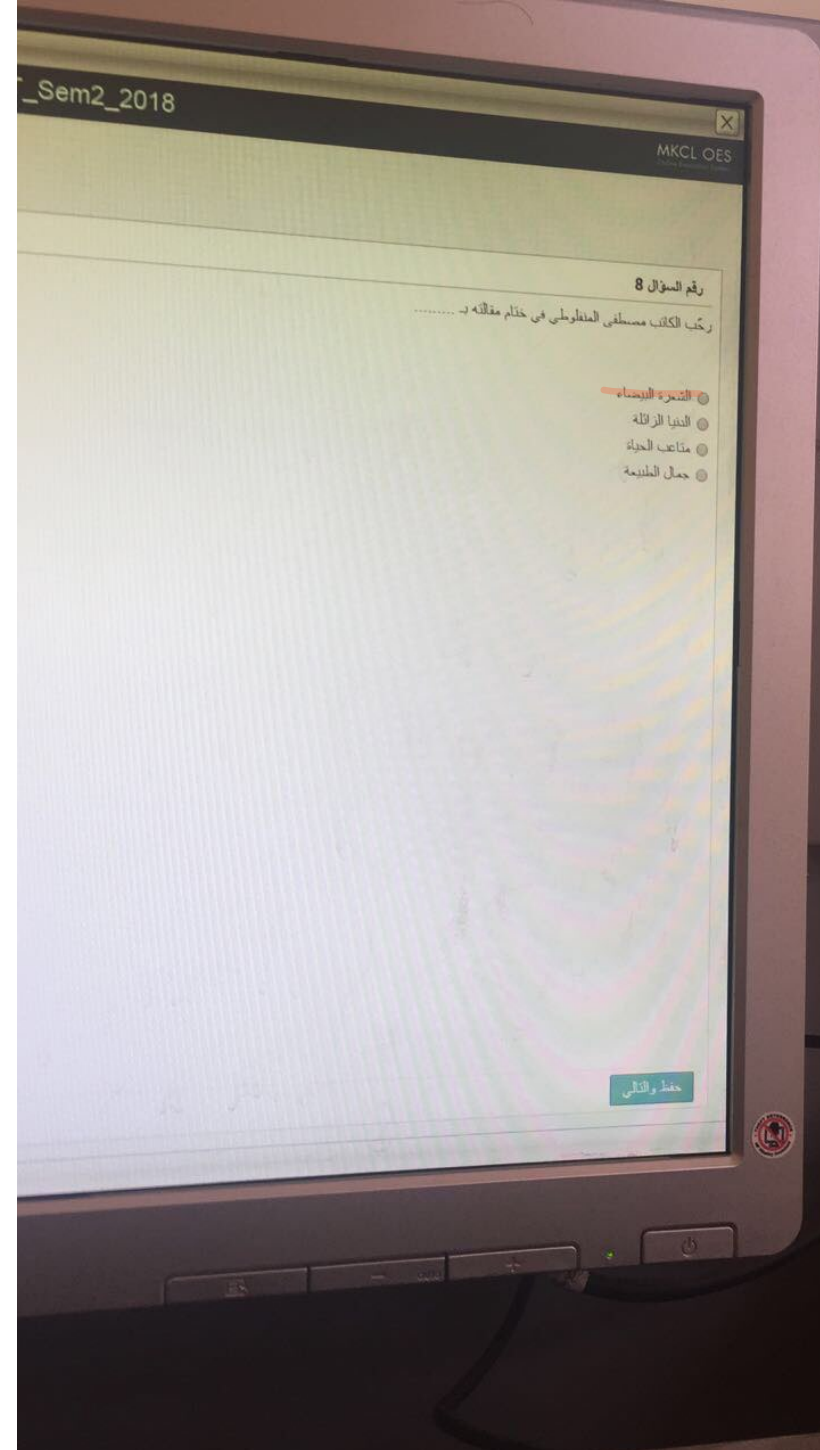 _Sem2_2018
MKCL OES
رقم السؤال 8
رحّب الكاتب مصطفى المنفلوطي في ختام مقالته بـ .........
الشعرة البيضاء
الدنيا الزائلة
متاعب الحياة
جمال الطبيعة
حفظ والتالي